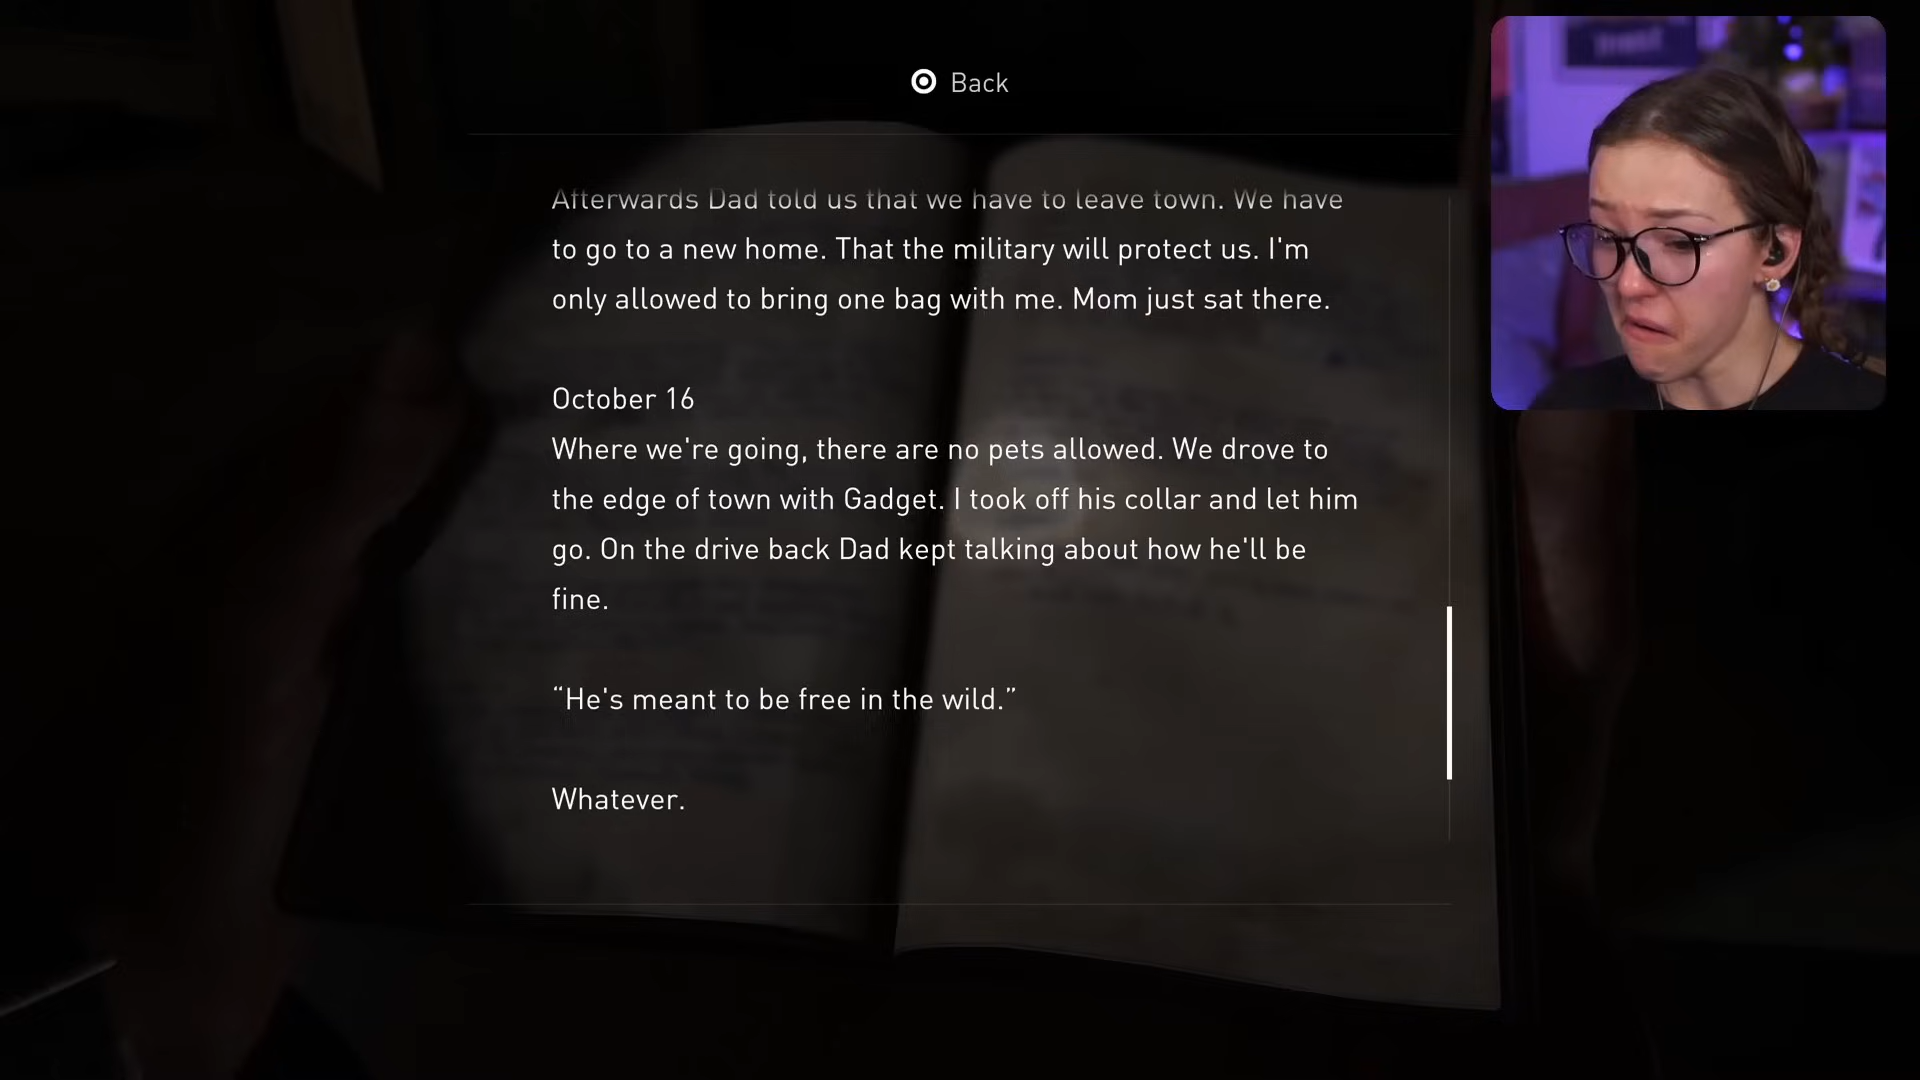 Back
Afterwards Dad told us that we have to leave town. We have
to go to a new home. That the military will protect us. I'm
only allowed to bring one bag with me. Mom just sat there.
October 16
Where we're going, there are no pets allowed. We drove to
the edge of town with Gadget. I took off his collar and let him
go. On the drive back Dad kept talking about how he'll be
fine.
“He's meant to be free in the wild.”
Whatever.